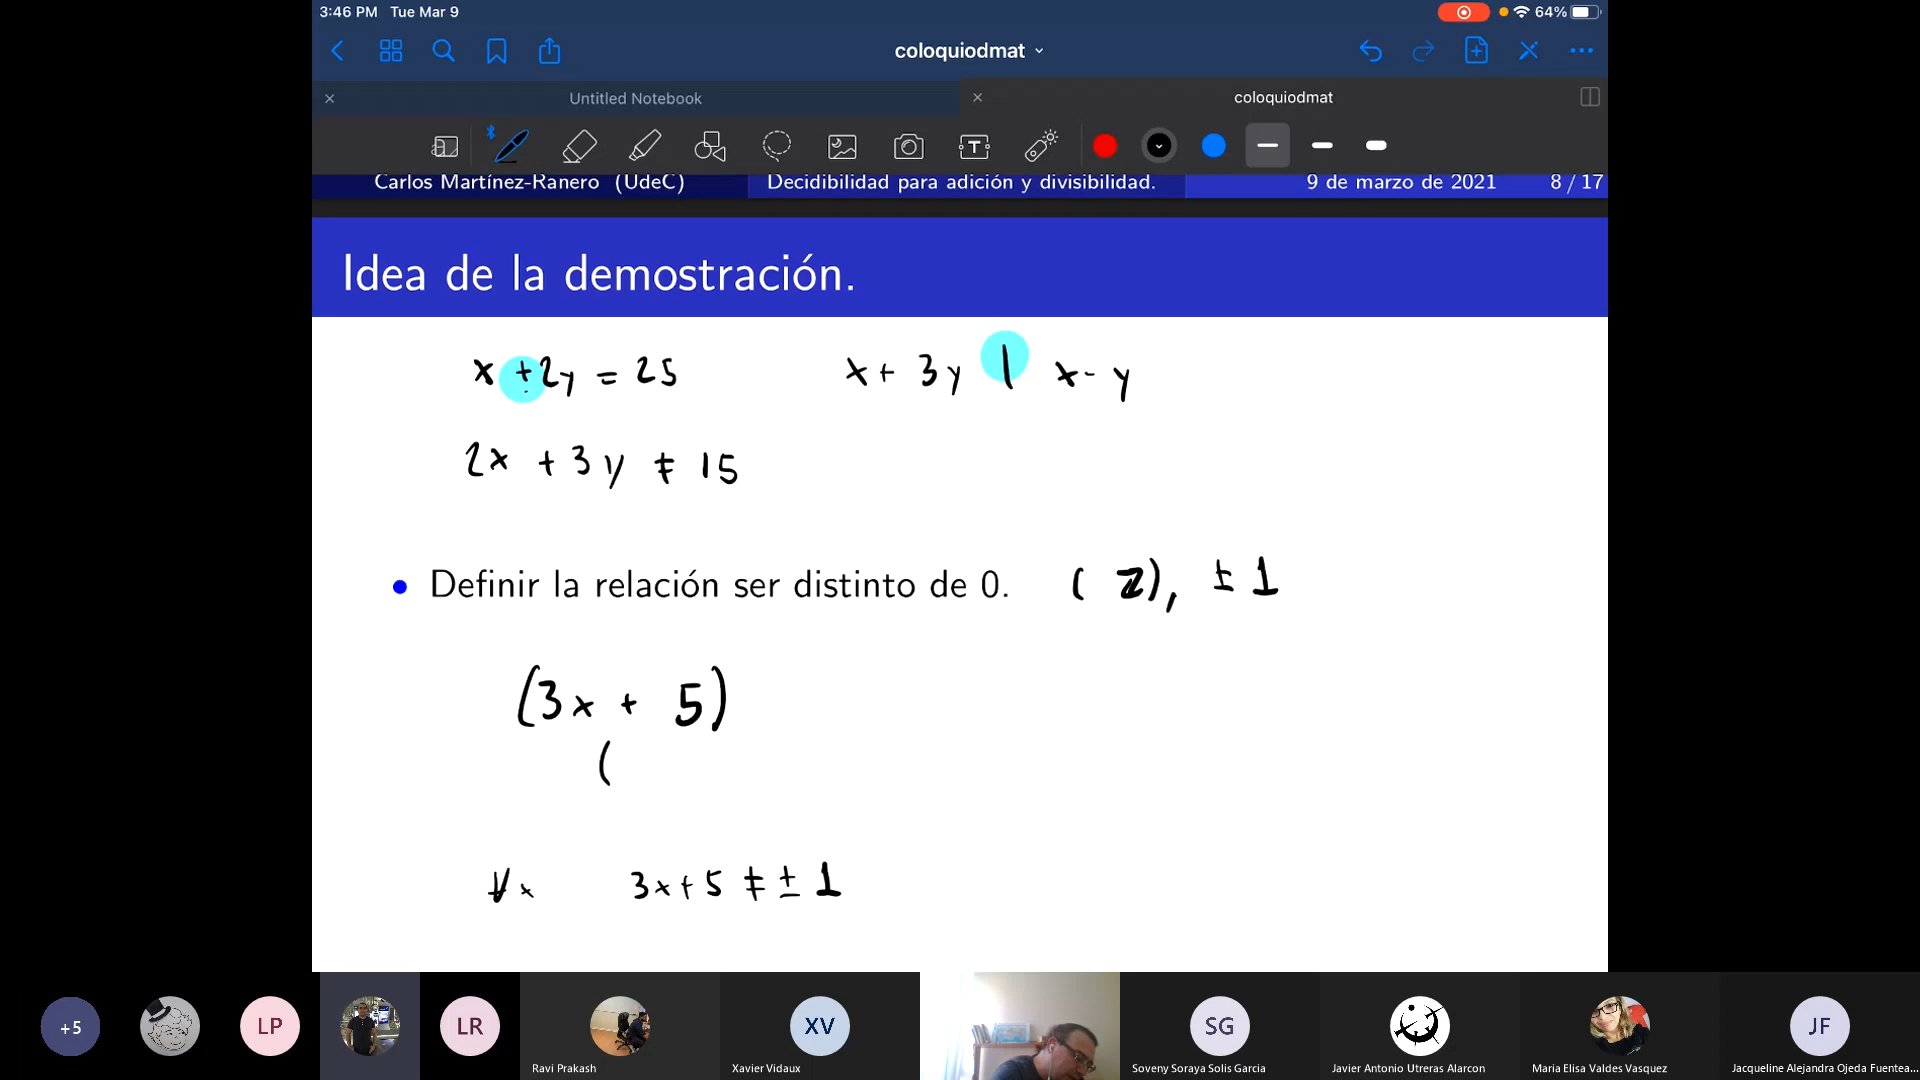 3:46 PM Tue Mar 9
64%
coloquiodmat
Untitled Notebook
coloquiodmat
Carlos Martínez-Ranero (UdeC) Decidibilidad para adición y divisibilidad. 9 de marzo de 2021 8 / 17
Idea de la demostración.
x + 2y = 25 x + 3y | x - y
2x + 3y ≠ 15
• Definir la relación ser distinto de 0. ( ℤ), ± 1
(3x + 5)
(
∀x 3x+5 ≠ ± 1
+5
LP
LR
XV
SG
JF
Ravi Prakash
Xavier Vidaux
Soveny Soraya Solis Garcia
Javier Antonio Utreras Alarcon
Maria Elisa Valdes Vasquez
Jacqueline Alejandra Ojeda Fuentea...